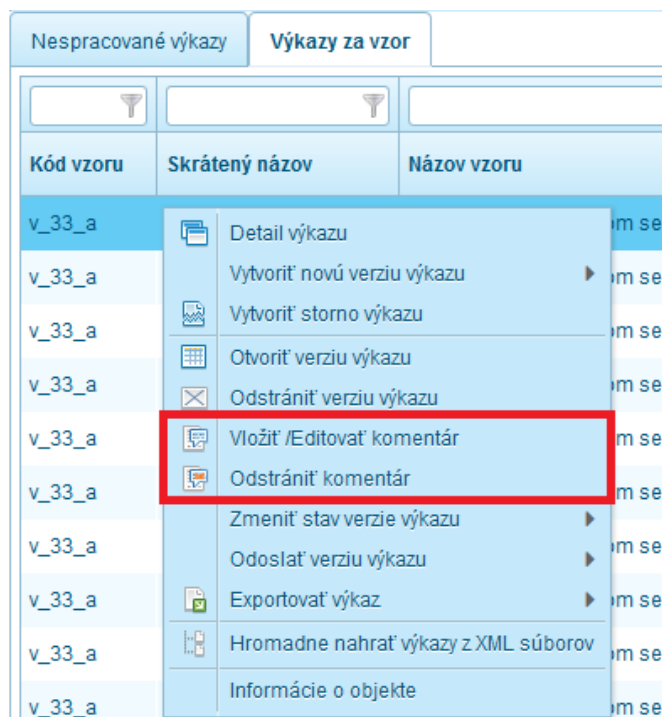 Nespracované výkazy Výkazy za vzor
Kód vzoru Skrátený názov Názov vzoru
v_33_a
Detail výkazu
v_33_a
Vytvoriť novú verziu výkazu
v_33_a
Vytvoriť storno výkazu
Otvoriť verziu výkazu
v_33_a
Odstrániť verziu výkazu
v_33_a
Vložiť /Editovať komentár
Odstrániť komentár
v_33_a
Zmeniť stav verzie výkazu
v_33_a
Odoslať verziu výkazu
v_33_a
Exportovať výkaz
v_33_a
Hromadne nahrať výkazy z XML súborov
Informácie o objekte
v_33_a